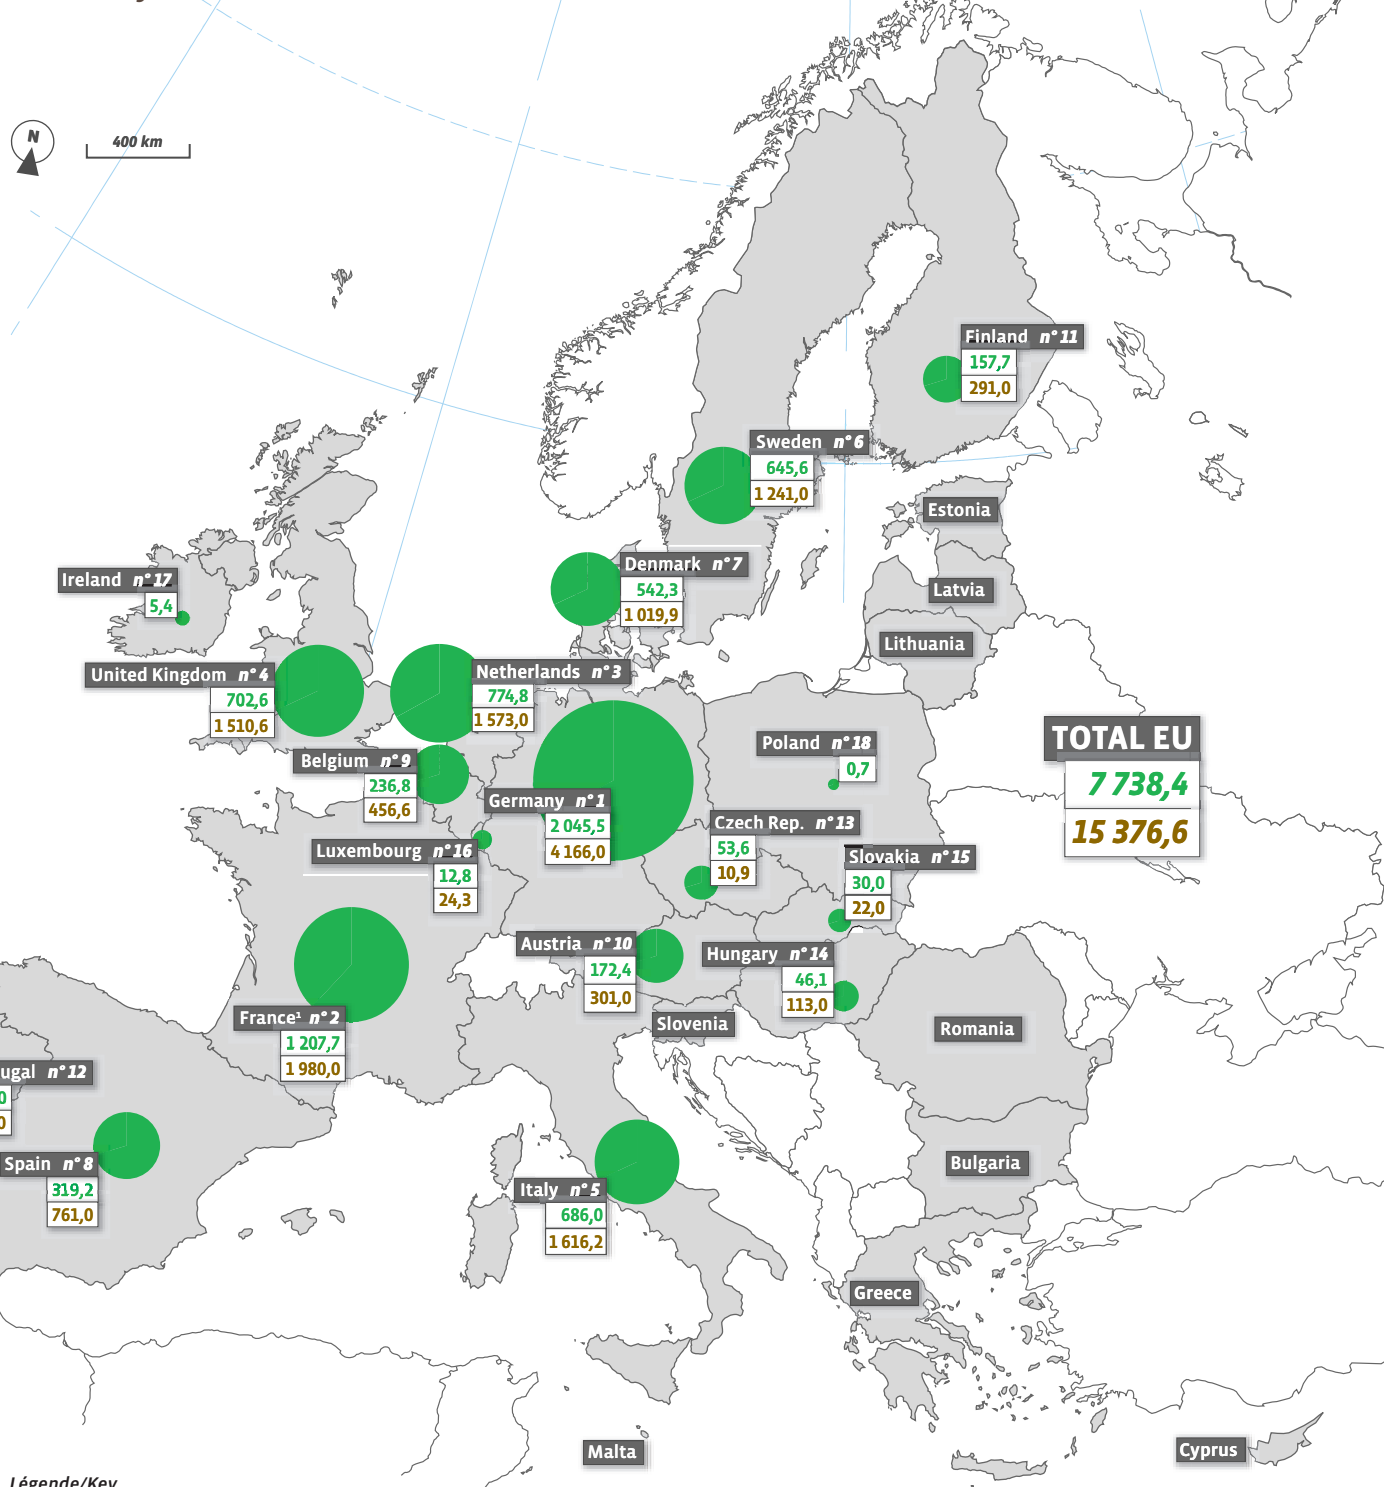 N
400 km
Finland n° 11
157,7
291,0
Sweden n° 6
645,6
1 241,0
Estonia
Denmark n° 7
542,3
1 019,9
Ireland n° 17
5,4
Latvia
Lithuania
United Kingdom n° 4
702,6
1 510,6
Netherlands n° 3
774,8
1 573,0
TOTAL EU
7 738,4
15 376,6
Poland n° 18
0,7
Belgium n° 9
236,8
456,6
Germany n° 1
2 045,5
4 166,0
Czech Rep. n° 13
53,6
10,9
Luxembourg n° 16
12,8
24,3
Slovakia n° 15
30,0
22,0
Austria n° 10
172,4
301,0
Hungary n° 14
46,1
113,0
France¹ n° 2
1 207,7
1 980,0
Slovenia
Romania
ugal n° 12
0
0
Spain n° 8
319,2
761,0
Bulgaria
Italy n° 5
686,0
1 616,2
Greece
Malta
Cyprus
Légende/Key